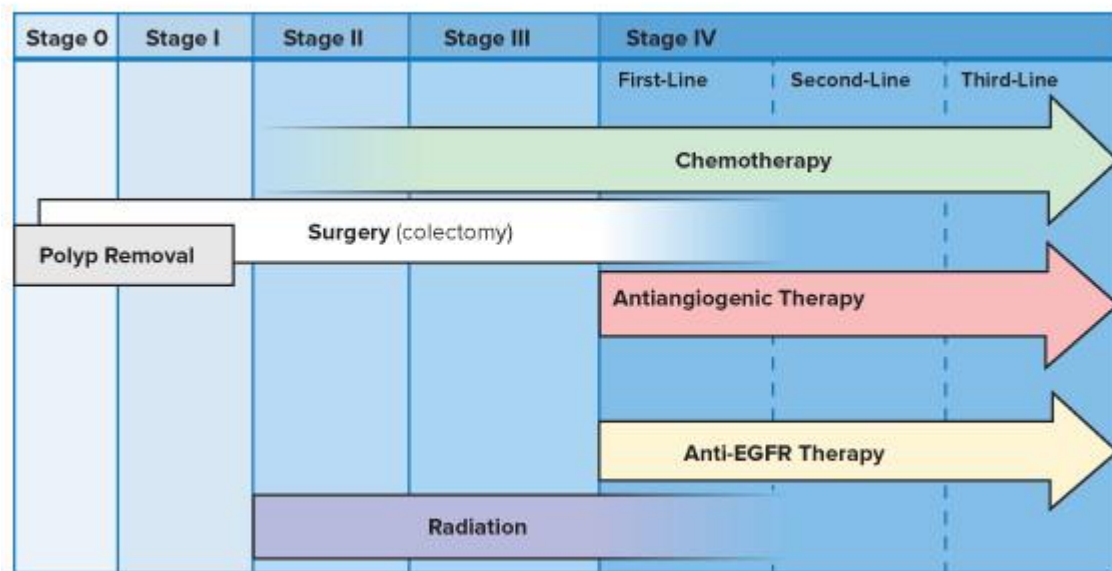 Stage 0 Stage I Stage II Stage III Stage IV
First-Line Second-Line Third-Line
Chemotherapy
Surgery (colectomy)
Polyp Removal
Antiangiogenic Therapy
Anti-EGFR Therapy
Radiation